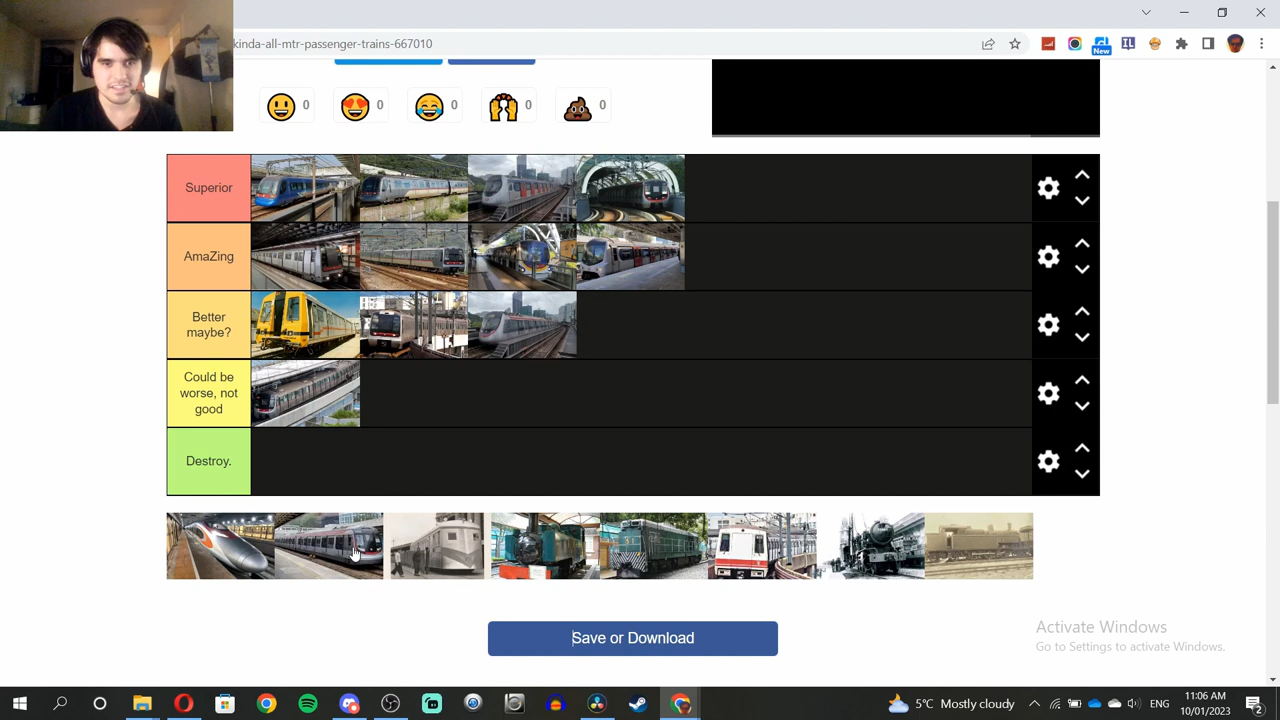 kinda-all-mtr-passenger-trains-667010
New
0
0
0
0
0
Superior
AmaZing
Better
maybe?
Could be
worse, not
good
Destroy.
Save or Download
Activate Windows
Go to Settings to activate Windows.
5°C Mostly cloudy
ENG
11:06 AM
10/01/2023
2